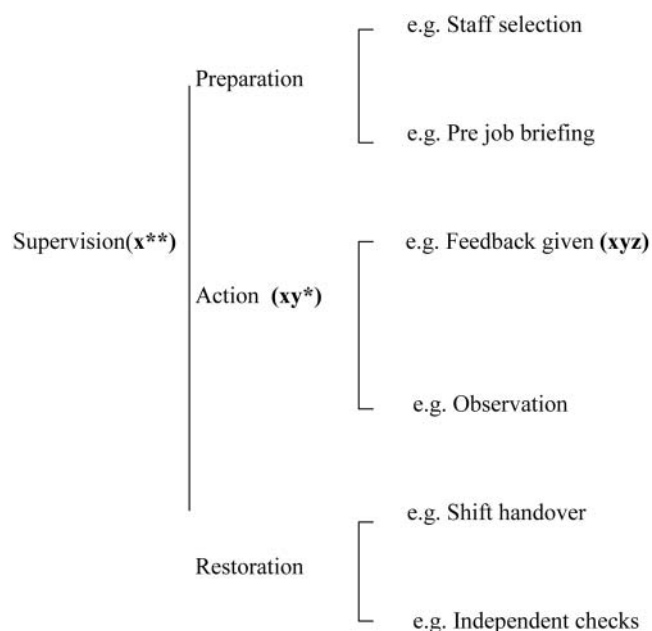 e.g. Staff selection
Preparation
e.g. Pre job briefing
Supervision(x**)
e.g. Feedback given (xyz)
Action (xy*)
e.g. Observation
e.g. Shift handover
Restoration
e.g. Independent checks